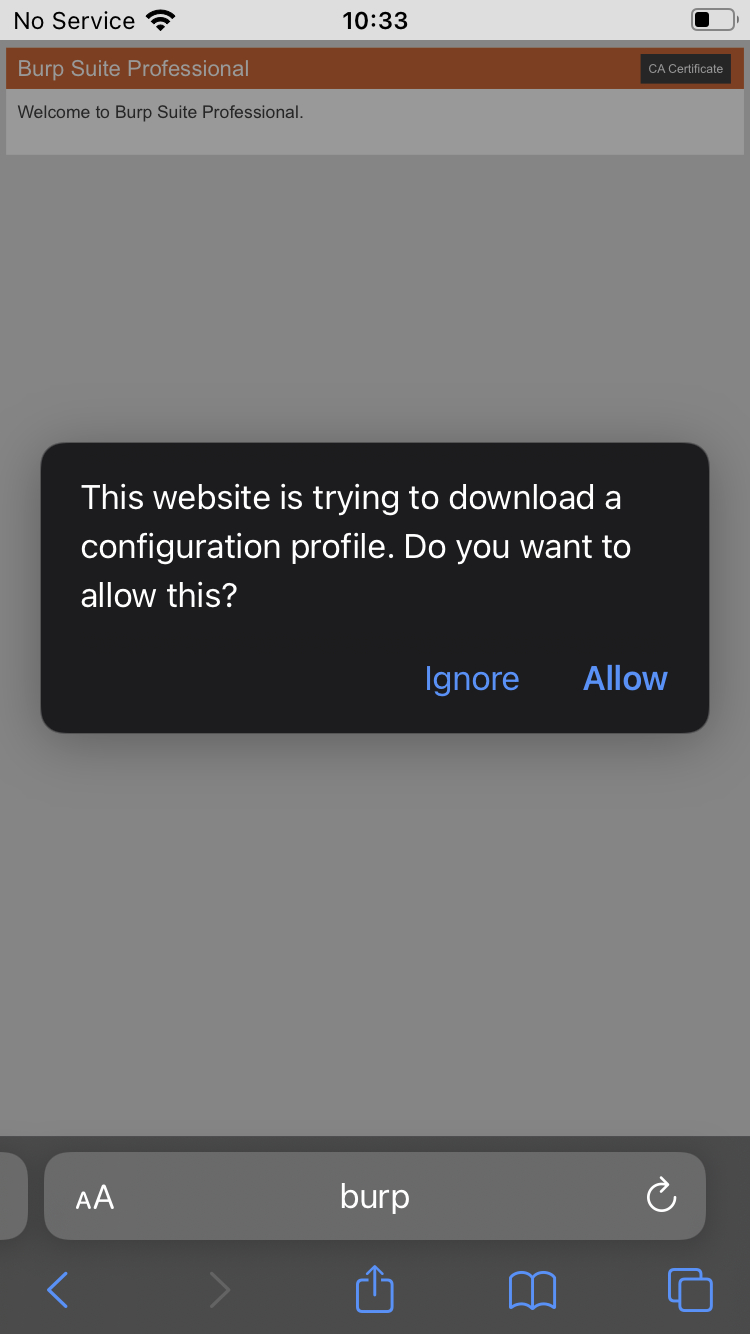 No Service 10:33
Burp Suite Professional CA Certificate
Welcome to Burp Suite Professional.
This website is trying to download a
configuration profile. Do you want to
allow this?
Ignore Allow
AA burp